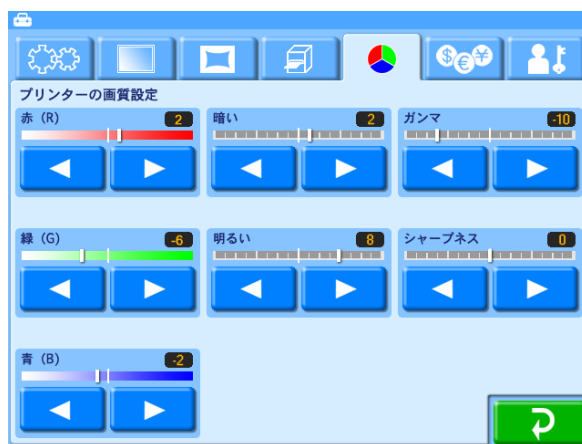 $€¥
プリンターの画質設定
赤 (R) 2
暗い 2
ガンマ -10
緑 (G) -6
明るい 8
シャープネス 0
青 (B) -2